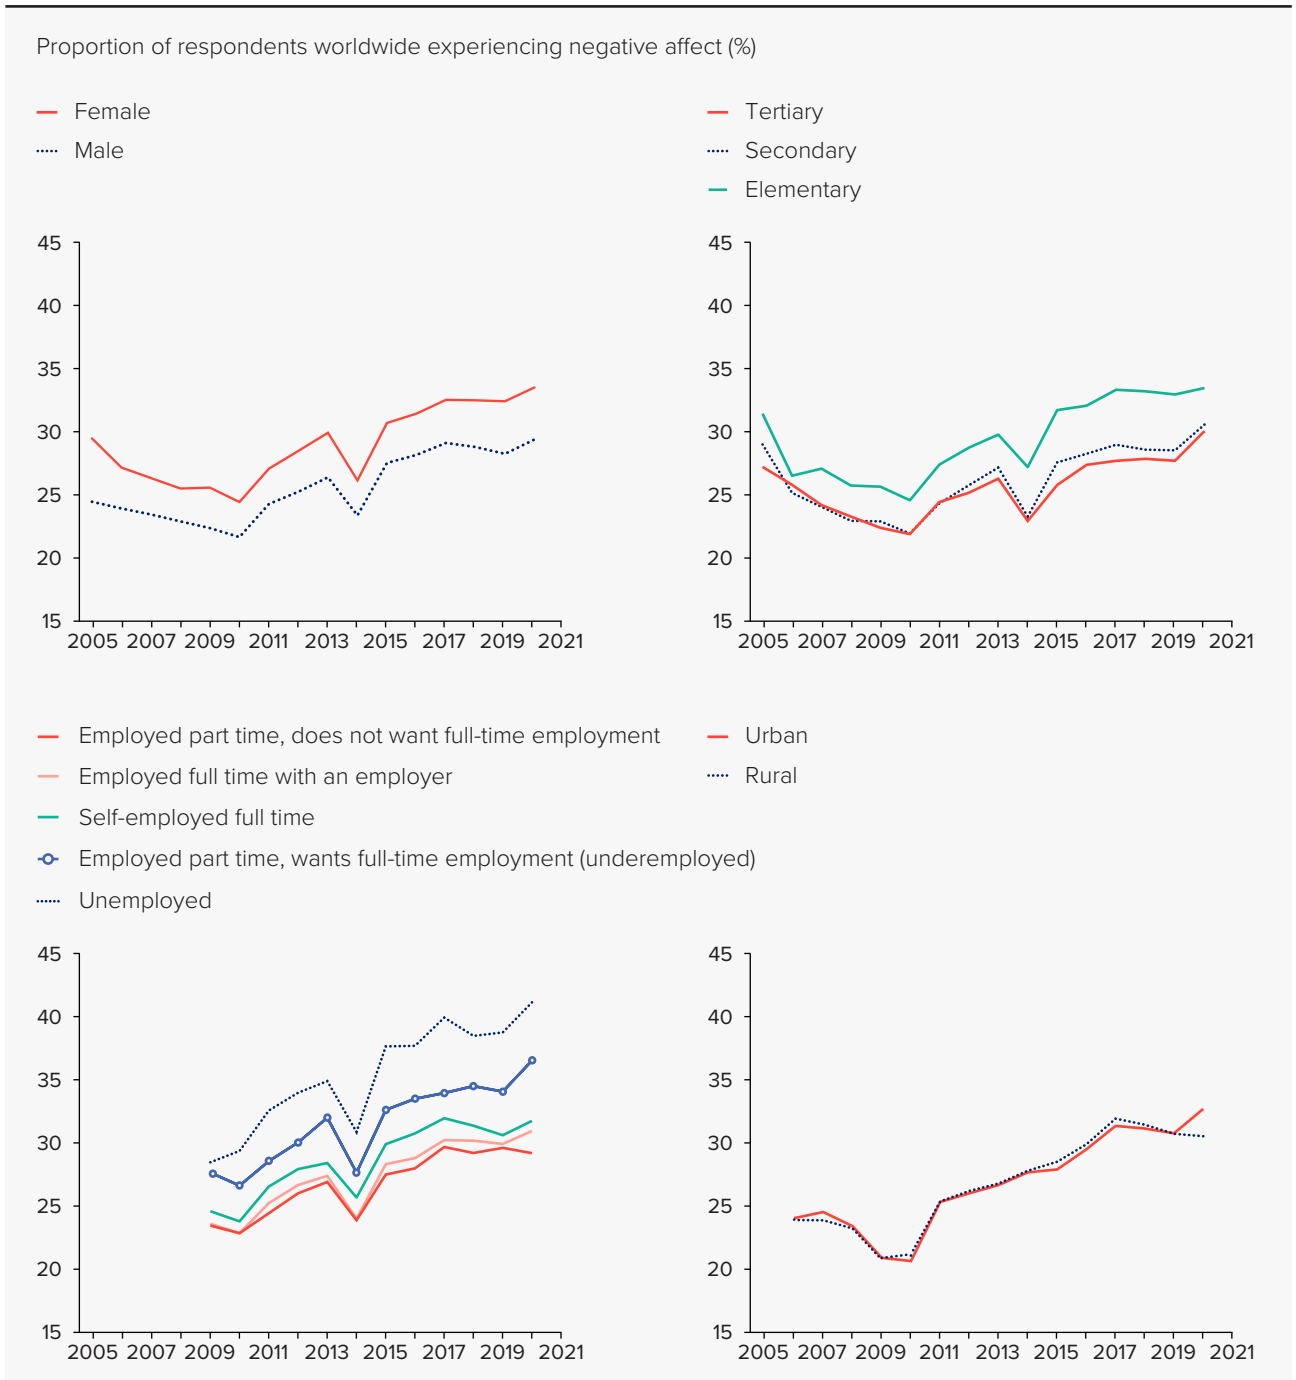 Proportion of respondents worldwide experiencing negative affect (%)
Female
Male
45
40
35
30
25
20
15
2005 2007 2009 2011 2013 2015 2017 2019 2021
Tertiary
Secondary
Elementary
45
40
35
30
25
20
15
2005 2007 2009 2011 2013 2015 2017 2019 2021
Employed part time, does not want full-time employment
Employed full time with an employer
Self-employed full time
Employed part time, wants full-time employment (underemployed)
Unemployed
45
40
35
30
25
20
15
2005 2007 2009 2011 2013 2015 2017 2019 2021
Urban
Rural
45
40
35
30
25
20
15
2005 2007 2009 2011 2013 2015 2017 2019 2021